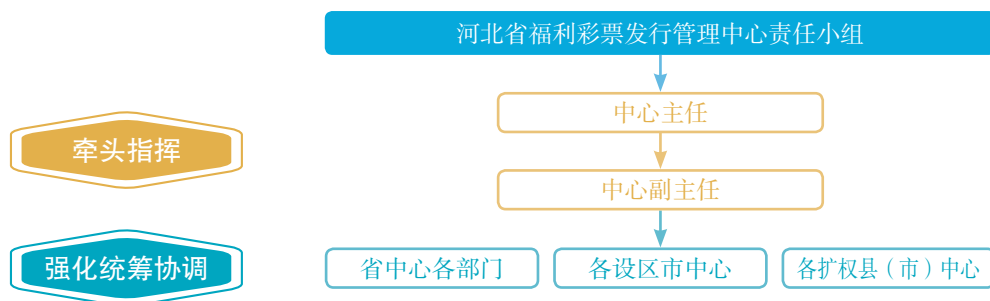 河北省福利彩票发行管理中心责任小组
中心主任
牵头指挥
中心副主任
强化统筹协调
省中心各部门
各设区市中心
各扩权县（市）中心